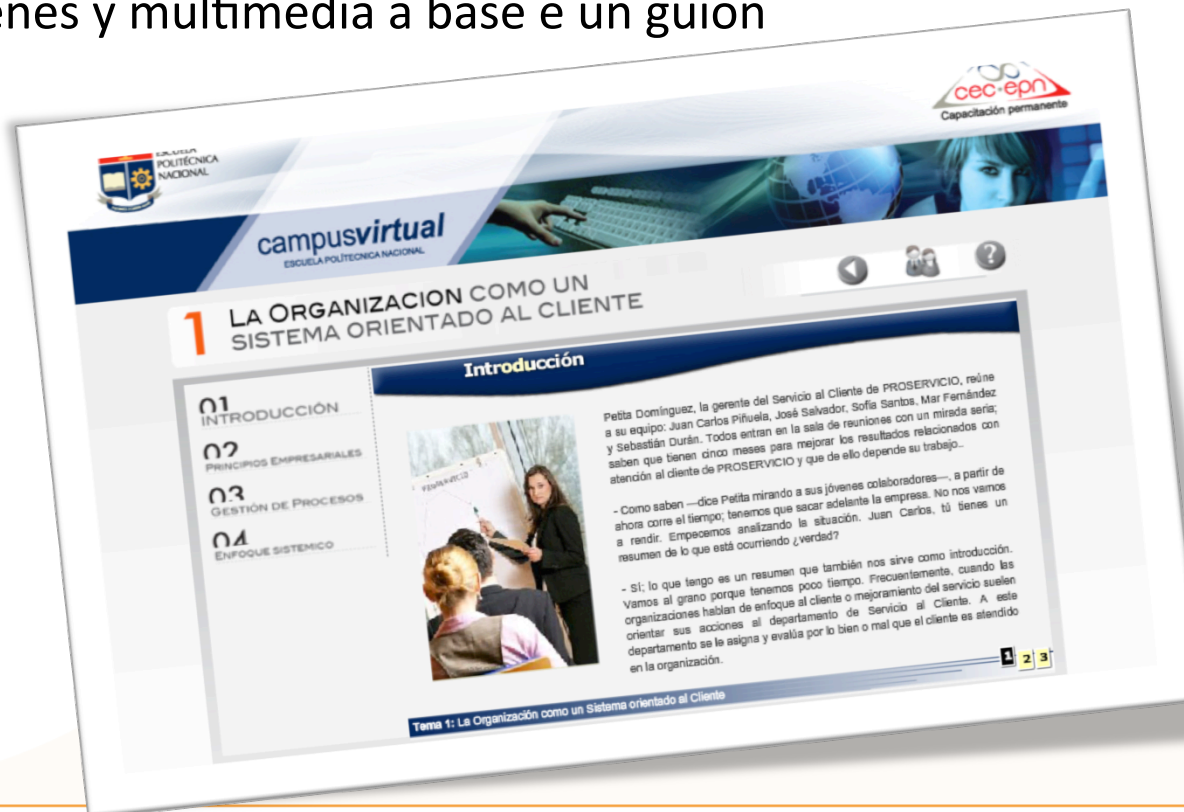 enes y multimedia a base e un guion
cec-epn
Capacitación permanente
ESCUELA
POLITÉCNICA
NACIONAL
campusvirtual
ESCUELA POLITECNICA NACIONAL
1
LA ORGANIZACION COMO UN
SISTEMA ORIENTADO AL CLIENTE
?
Introducción
01
INTRODUCCIÓN
02
PRINCIPIOS EMPRESARIALES
03
GESTIÓN DE PROCESOS
04
ENFOQUE SISTEMICO
Petita Domínguez, la gerente del Servicio al Cliente de PROSERVICIO, reúne
a su equipo: Juan Carlos Piñuela, José Salvador, Sofía Santos, Mar Fernández
y Sebastián Durán. Todos entran en la sala de reuniones con un mirada seria;
saben que tienen cinco meses para mejorar los resultados relacionados con
atención al cliente de PROSERVICIO y que de ello depende su trabajo..
- Como saben —dice Petita mirando a sus jóvenes colaboradores—, a partir de
ahora corre el tiempo; tenemos que sacar adelante la empresa. No nos vamos
a rendir. Empecemos analizando la situación. Juan Carlos, tú tienes un
resumen de lo que está ocurriendo ¿verdad?
- Sí; lo que tengo es un resumen que también nos sirve como introducción.
Vamos al grano porque tenemos poco tiempo. Frecuentemente, cuando las
organizaciones hablan de enfoque al cliente o mejoramiento del servicio suelen
orientar sus acciones al departamento de Servicio al Cliente. A este
departamento se le asigna y evalúa por lo bien o mal que el cliente es atendido
en la organización.
1 2 3
Tema 1: La Organización como un Sistema orientado al Cliente